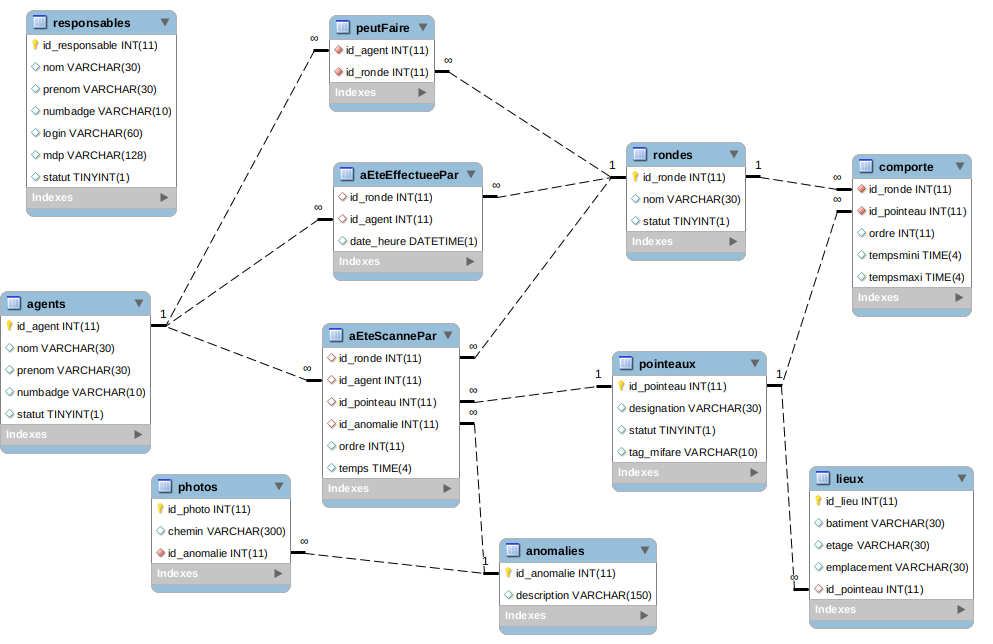 responsables
id_responsable INT(11)
nom VARCHAR(30)
prenom VARCHAR(30)
numbadge VARCHAR(10)
login VARCHAR(60)
mdp VARCHAR(128)
statut TINYINT(1)
Indexes
peutFaire
∞
id_agent INT(11)
id_ronde INT(11)
∞
Indexes
aEteEffectueePar
id_ronde INT(11)
∞
∞
id_agent INT(11)
date_heure DATETIME(1)
Indexes
rondes
1
id_ronde INT(11)
1
nom VARCHAR(30)
statut TINYINT(1)
Indexes
comporte
∞
id_ronde INT(11)
∞
id_pointeau INT(11)
ordre INT(11)
tempsmini TIME(4)
tempsmaxi TIME(4)
Indexes
agents
id_agent INT(11)
1
nom VARCHAR(30)
prenom VARCHAR(30)
numbadge VARCHAR(10)
statut TINYINT(1)
Indexes
aEteScannePar
id_ronde INT(11)
∞
∞
id_agent INT(11)
id_pointeau INT(11)
∞
id_anomalie INT(11)
∞
ordre INT(11)
temps TIME(4)
Indexes
pointeaux
1
id_pointeau INT(11)
1
designation VARCHAR(30)
statut TINYINT(1)
tag_mifare VARCHAR(10)
Indexes
photos
id_photo INT(11)
chemin VARCHAR(300)
id_anomalie INT(11)
∞
Indexes
anomalies
1
id_anomalie INT(11)
description VARCHAR(150)
Indexes
lieux
id_lieu INT(11)
batiment VARCHAR(30)
etage VARCHAR(30)
emplacement VARCHAR(30)
∞
id_pointeau INT(11)
Indexes